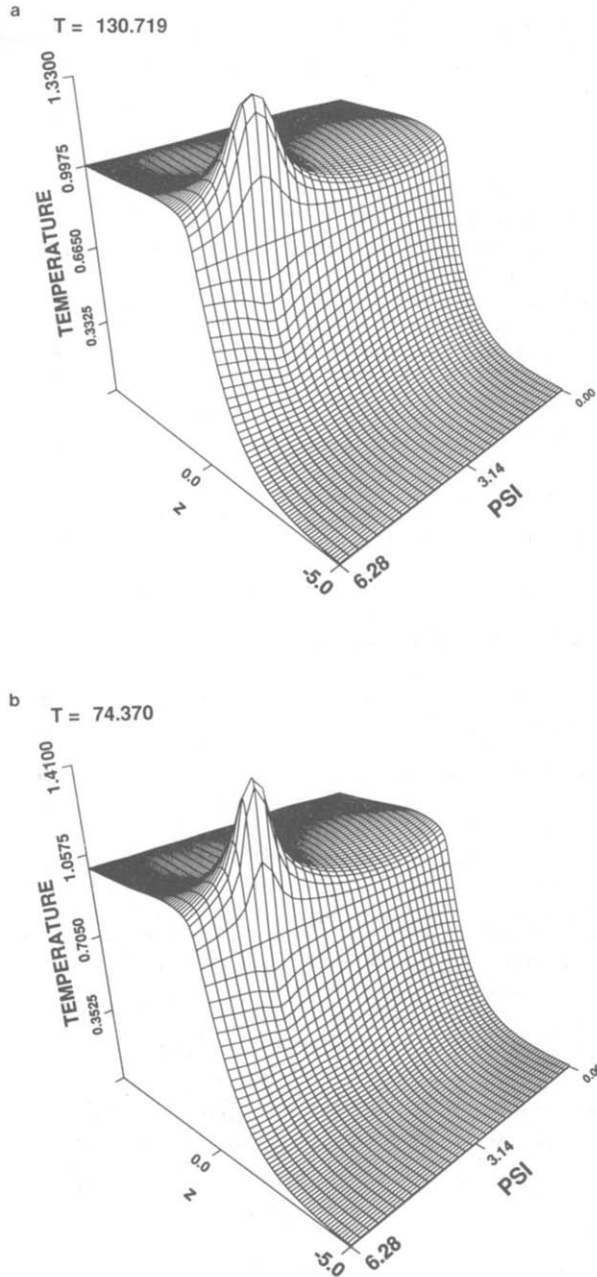 a
T = 130.719
1.3300
0.9975
TEMPERATURE
0.6650
0.3325
0.0
Z
-5.0
6.28
3.14
PSI
0.00
b
T = 74.370
1.4100
1.0575
TEMPERATURE
0.7050
0.3525
0.0
Z
-5.0
6.28
3.14
PSI
0.00